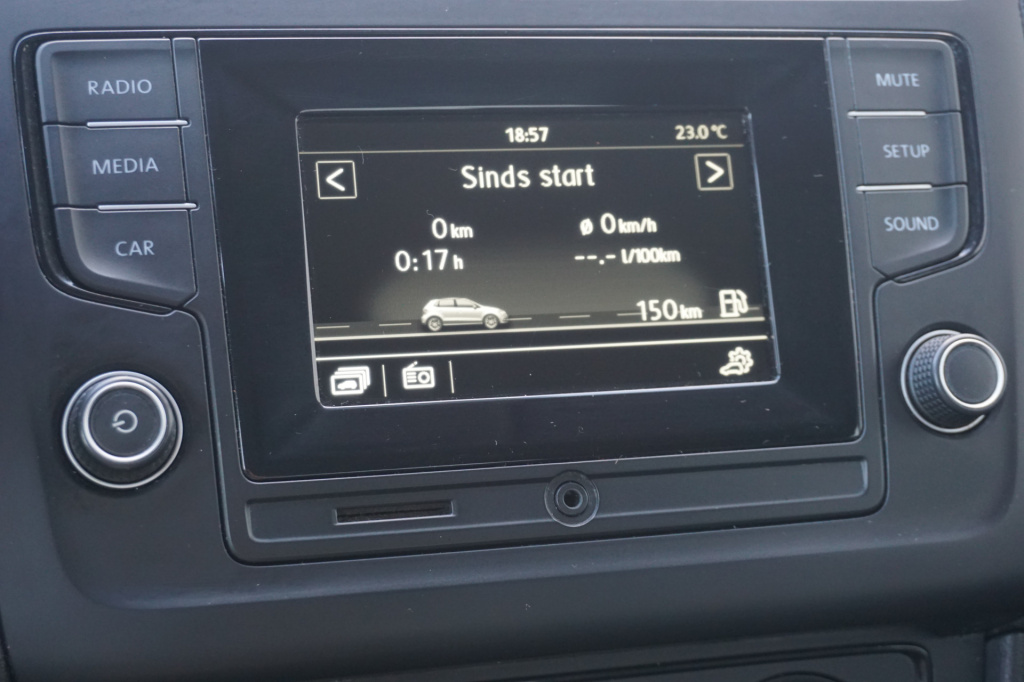 RADIO
MEDIA
CAR
18:57
23.0°C
<
Sinds start
>
0 km
ø 0 km/h
0:17 h
--.- l/100km
150 km
MUTE
SETUP
SOUND